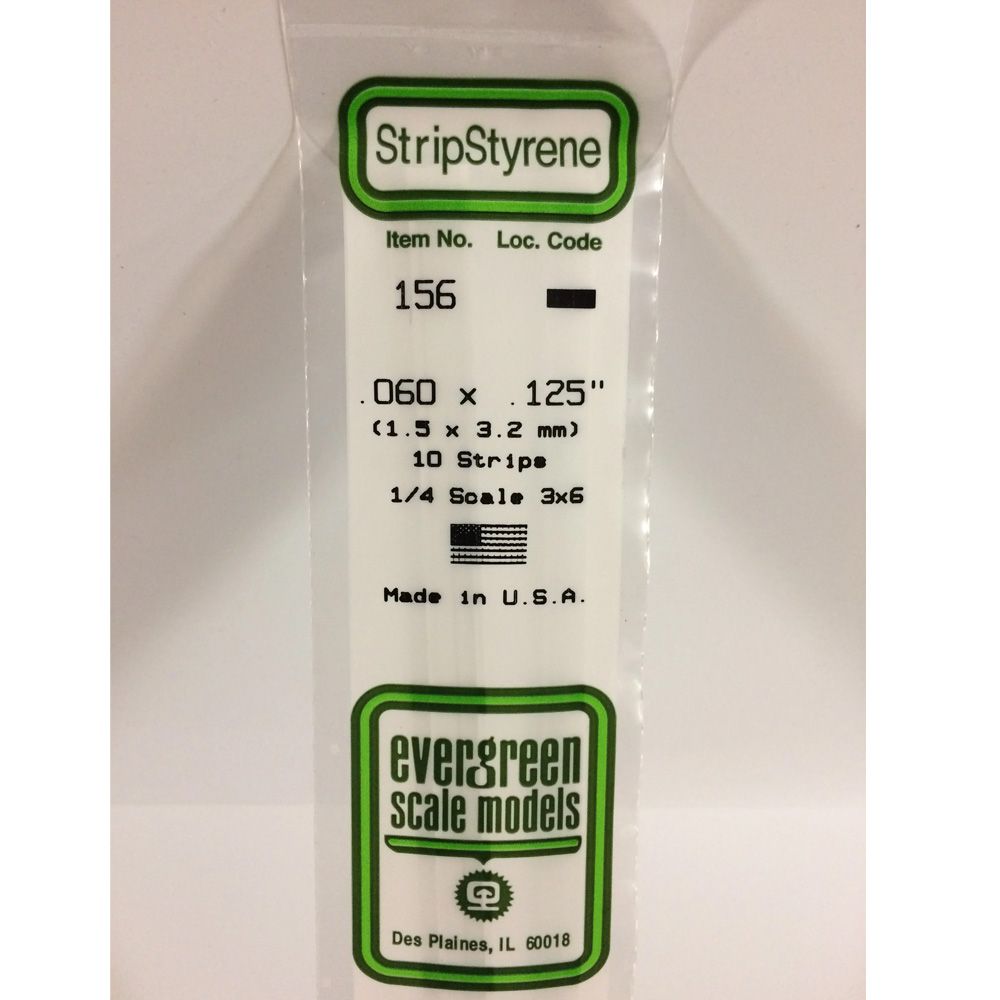 StripStyrene
Item No. Loc. Code
156
.060 x .125"
(1.5 x 3.2 mm)
10 Strips
1/4 Scale 3x6
Made in U.S.A.
evergreen
scale models
Des Plaines, IL 60018